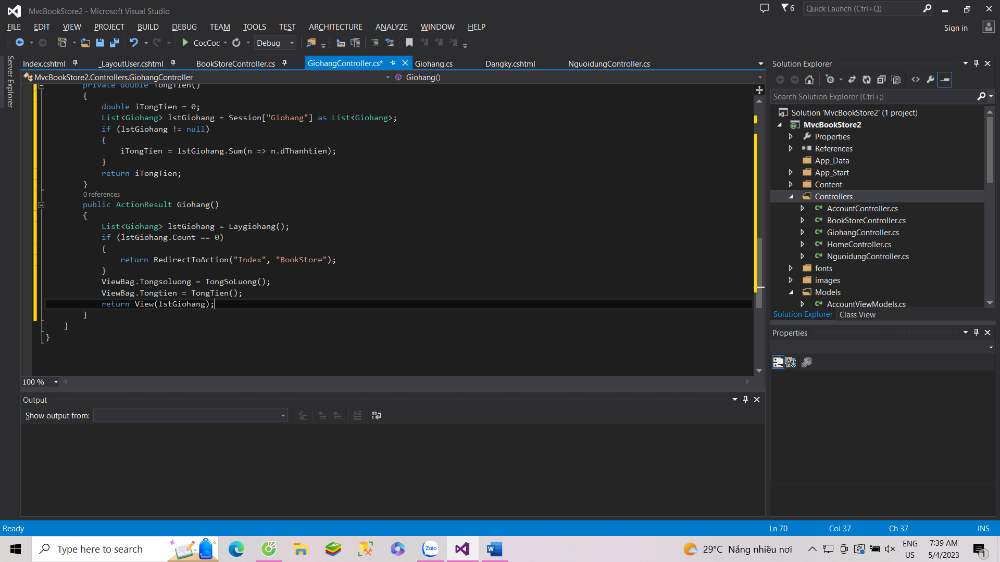 MvcBookStore2 - Microsoft Visual Studio
6
Quick Launch (Ctrl+Q)
FILE EDIT VIEW PROJECT BUILD DEBUG TEAM TOOLS TEST ARCHITECTURE ANALYZE WINDOW HELP
Sign in
CocCoc
Debug
Server Explorer
Index.cshtml _LayoutUser.cshtml BookStoreController.cs GiohangController.cs* Giohang.cs Dangky.cshtml NguoidungController.cs
MvcBookStore2.Controllers.GiohangController
Giohang()
private double TongTien()
{
double iTongTien = 0;
List<Giohang> lstGiohang = Session["Giohang"] as List<Giohang>;
if (lstGiohang != null)
{
iTongTien = lstGiohang.Sum(n => n.dThanhtien);
}
return iTongTien;
}
0 references
public ActionResult Giohang()
{
List<Giohang> lstGiohang = Laygiohang();
if (lstGiohang.Count == 0)
{
return RedirectToAction("Index", "BookStore");
}
ViewBag.Tongsoluong = TongSoLuong();
ViewBag.Tongtien = TongTien();
return View(lstGiohang);
}
}
}
100 %
Output
Show output from:
Solution Explorer
Search Solution Explorer (Ctrl+;)
Solution 'MvcBookStore2' (1 project)
MvcBookStore2
Properties
References
App_Data
App_Start
Content
Controllers
C# AccountController.cs
C# BookStoreController.cs
C# GiohangController.cs
C# HomeController.cs
C# NguoidungController.cs
fonts
images
Models
C# AccountViewModels.cs
Solution Explorer Class View
Properties
Ready
Ln 70 Col 37 Ch 37 INS
Type here to search
Zalo
W
29°C Nắng nhiều nơi
ENG
US
7:39 AM
5/4/2023
1